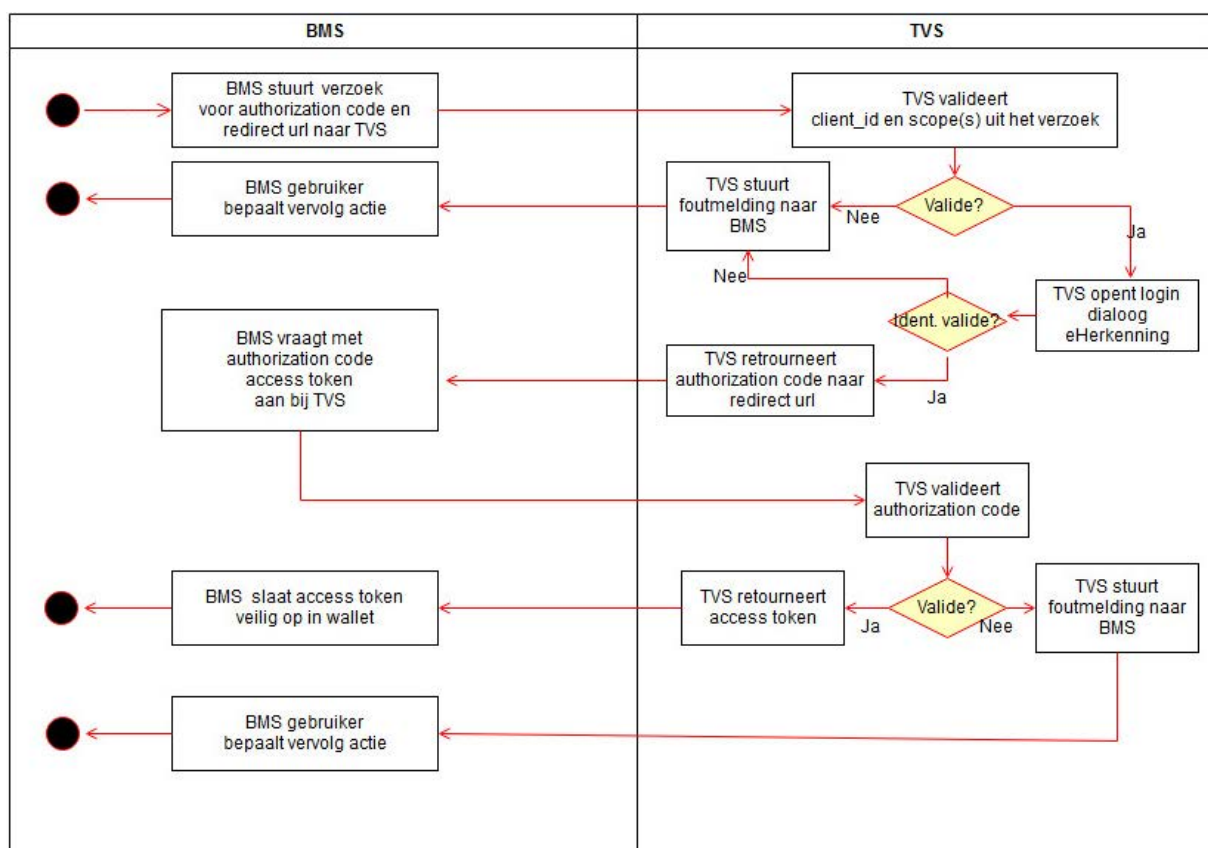 BMS
TVS
BMS stuurt verzoek
voor authorization code en
redirect url naar TVS
TVS valideert
client_id en scope(s) uit het verzoek
BMS gebruiker
bepaalt vervolg actie
TVS stuurt
foutmelding naar
BMS
Nee
Valide?
Ja
Nee
Ident. valide?
TVS opent login
dialoog
eHerkenning
BMS vraagt met
authorization code
access token
aan bij TVS
TVS retrourneert
authorization code naar
redirect url
Ja
TVS valideert
authorization code
BMS slaat access token
veilig op in wallet
TVS retourneert
access token
Ja
Valide?
Nee
TVS stuurt
foutmelding naar
BMS
BMS gebruiker
bepaalt vervolg actie